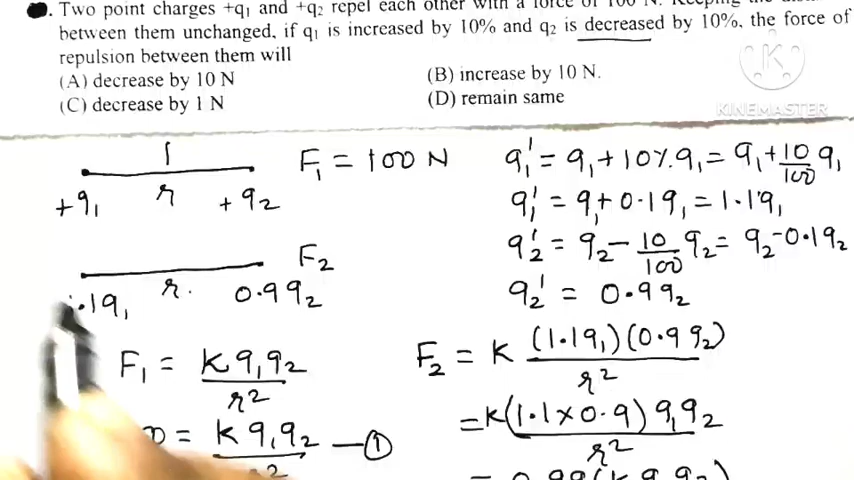 Two point charges +q₁ and +q₂ repel each other with a force of 100 N. Keeping the
between them unchanged, if q₁ is increased by 10% and q₂ is decreased by 10%, the force of
repulsion between them will
(A) decrease by 10 N
(B) increase by 10 N.
(C) decrease by 1 N
(D) remain same
KINEMASTER
F₁ = 100 N
+q₁ r +q₂
F₂
.1q₁ r. 0.9q₂
q₁' = q₁ + 10%.q₁ = q₁ + 10/100 q₁
q₁' = q₁ + 0.1q₁ = 1.1q₁
q₂' = q₂ - 10/100 q₂ = q₂ - 0.1q₂
q₂' = 0.9q₂
F₁ = Kq₁q₂/r²
= Kq₁q₂ —①
F₂ = K (1.1q₁)(0.9q₂)/r²
= K(1.1×0.9)q₁q₂/r²